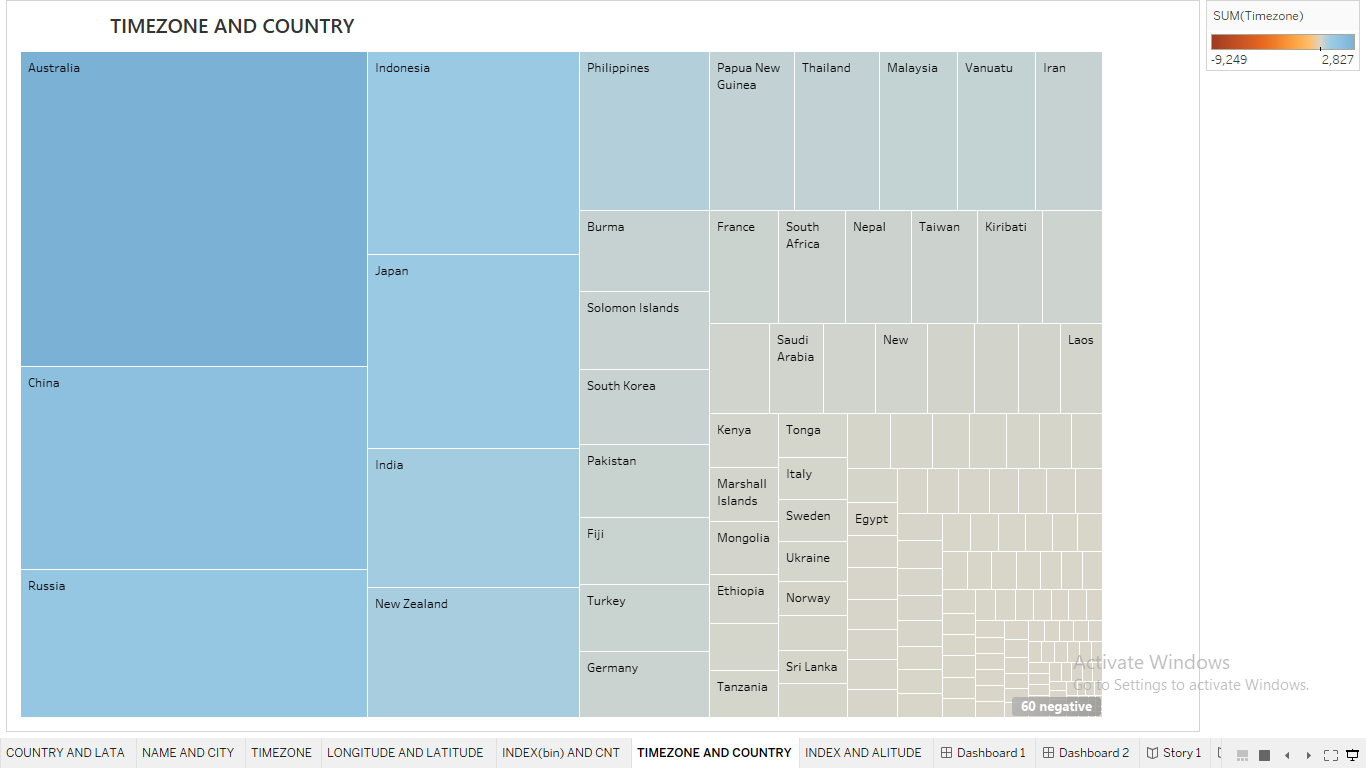 TIMEZONE AND COUNTRY
SUM(Timezone)
-9,249
2,827
Australia
Indonesia
Philippines
Papua New
Guinea
Thailand
Malaysia
Vanuatu
Iran
Burma
France
South
Africa
Nepal
Taiwan
Kiribati
Japan
Solomon Islands
Saudi
Arabia
New
Laos
China
South Korea
Kenya
Tonga
India
Pakistan
Italy
Marshall
Islands
Sweden
Egypt
Fiji
Mongolia
Ukraine
Russia
New Zealand
Turkey
Ethiopia
Norway
Germany
Sri Lanka
Tanzania
Activate Windows
Go to Settings to activate Windows.
60 negative
COUNTRY AND LATA
NAME AND CITY
TIMEZONE
LONGITUDE AND LATITUDE
INDEX(bin) AND CNT
TIMEZONE AND COUNTRY
INDEX AND ALITUDE
Dashboard 1
Dashboard 2
Story 1